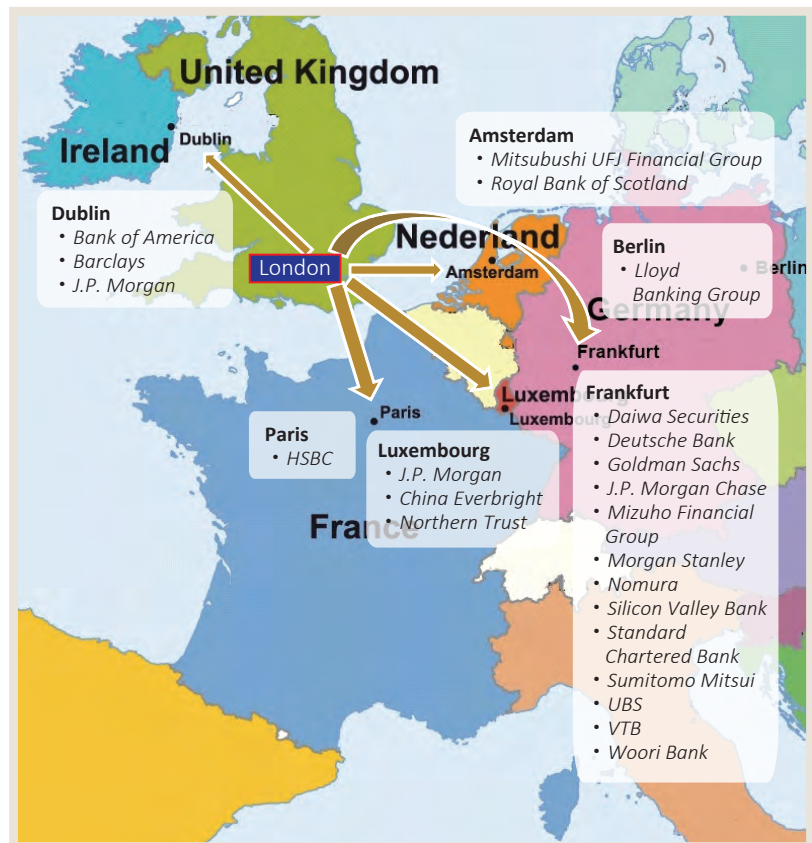 United Kingdom
Ireland
Dublin
Amsterdam
• Mitsubushi UFJ Financial Group
• Royal Bank of Scotland
Dublin
• Bank of America
• Barclays
• J.P. Morgan
London
Nederland
Amsterdam
Berlin
• Lloyd
Banking Group
Berlin
Germany
Frankfurt
Luxembourg
Luxembourg
Paris
Paris
• HSBC
Luxembourg
• J.P. Morgan
• China Everbright
• Northern Trust
France
Frankfurt
• Daiwa Securities
• Deutsche Bank
• Goldman Sachs
• J.P. Morgan Chase
• Mizuho Financial
Group
• Morgan Stanley
• Nomura
• Silicon Valley Bank
• Standard
Chartered Bank
• Sumitomo Mitsui
• UBS
• VTB
• Woori Bank